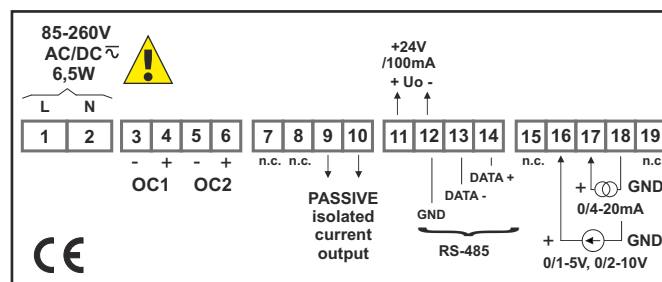 85-260V
AC/DC
6,5W
L N
+24V
/100mA
+ Uo -
1 2 3 4 5 6 7 8 9 10 11 12 13 14 15 16 17 18 19
- + - +
OC1 OC2
n.c. n.c.
PASSIVE
isolated
current
output
GND
DATA -
DATA +
RS-485
n.c. n.c.
+ GND
0/4-20mA
+ GND
0/1-5V, 0/2-10V
CE